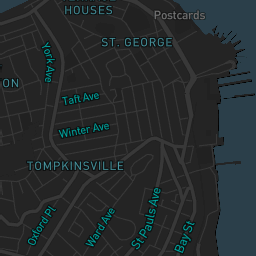 HOUSES
Postcards
ST. GEORGE
York Ave
ON
Taft Ave
Winter Ave
TOMPKINSVILLE
Oxford Pl
Ward Ave
St Pauls Ave
Bay St